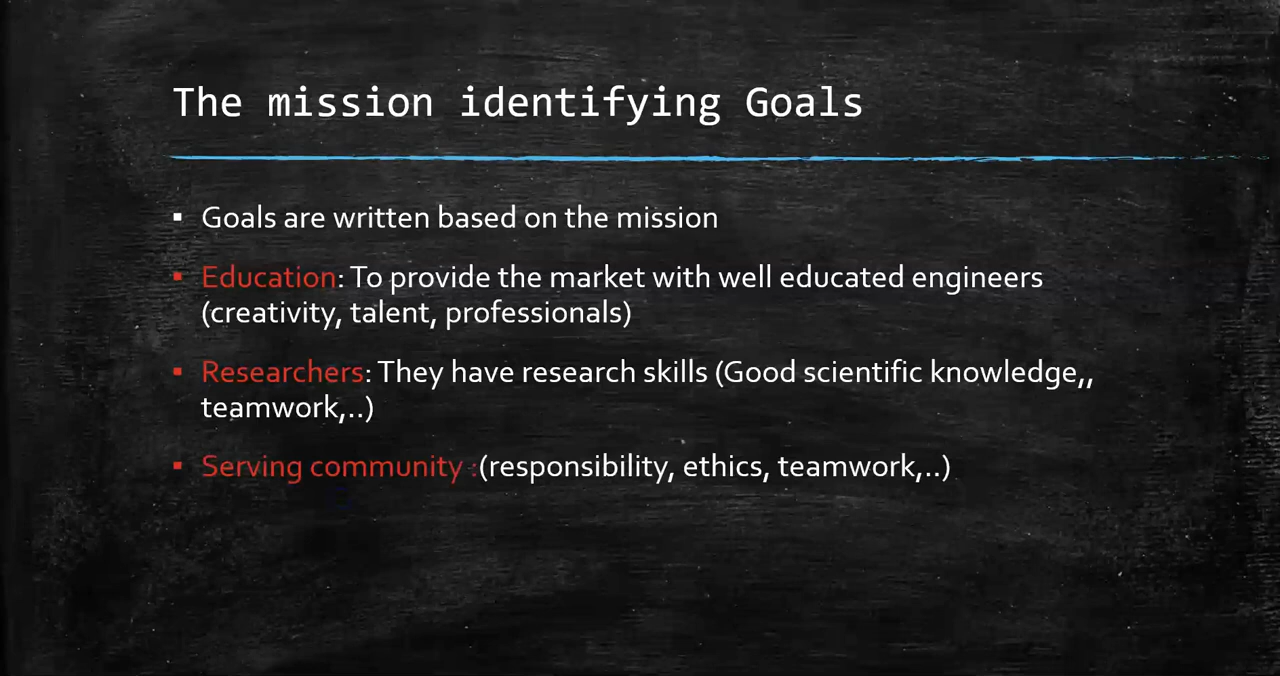 The mission identifying Goals
▪ Goals are written based on the mission
▪ Education: To provide the market with well educated engineers
(creativity, talent, professionals)
▪ Researchers: They have research skills (Good scientific knowledge,,
teamwork,..)
▪ Serving community :(responsibility, ethics, teamwork,..)